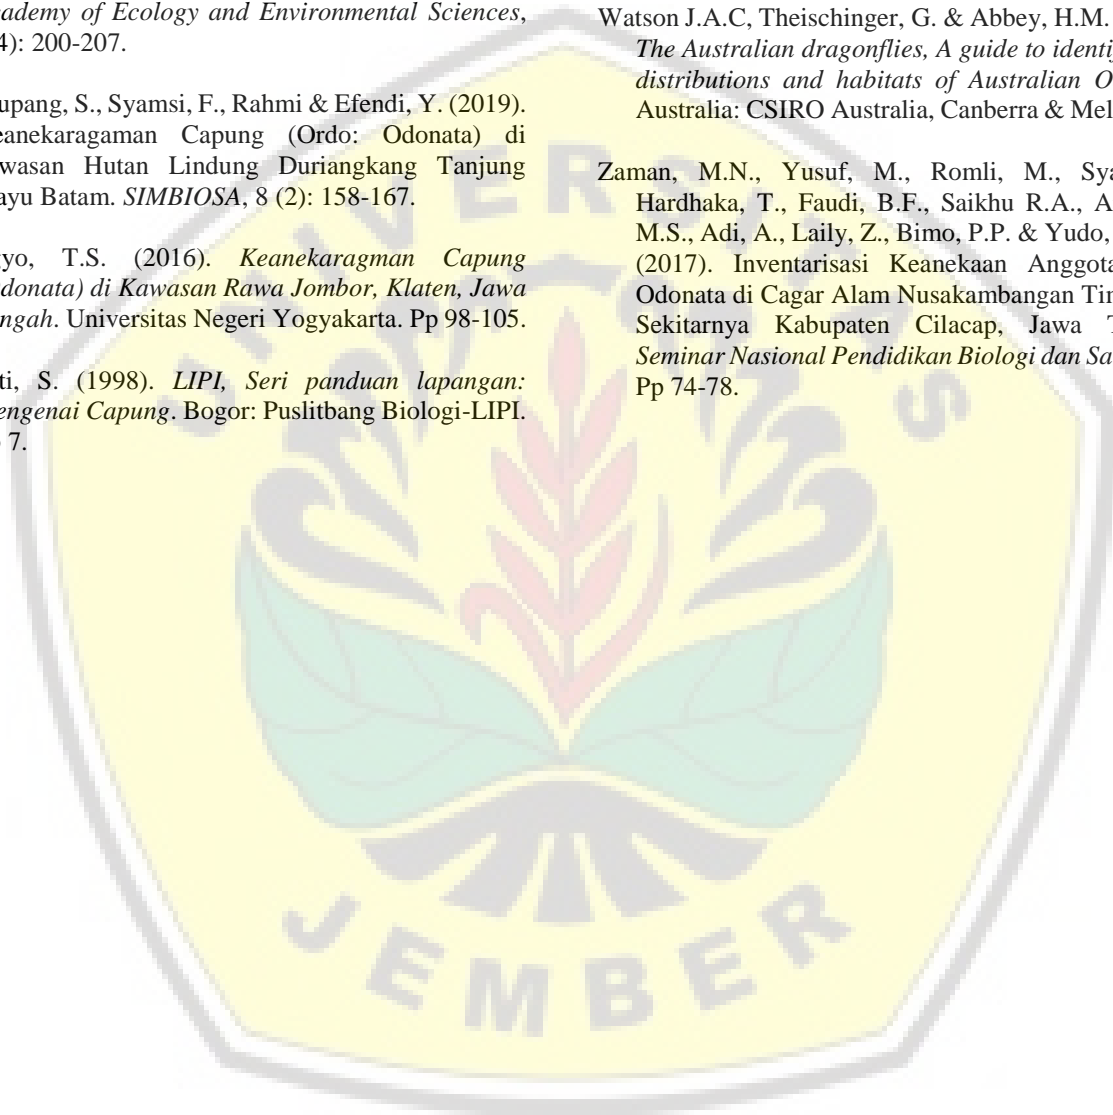 cademy of Ecology and Environmental Sciences,
4): 200-207.
upang, S., Syamsi, F., Rahmi & Efendi, Y. (2019).
eanekaragaman Capung (Ordo: Odonata) di
wasan Hutan Lindung Duriangkang Tanjung
ayu Batam. SIMBIOSA, 8 (2): 158-167.
yo, T.S. (2016). Keanekaragman Capung
donata) di Kawasan Rawa Jombor, Klaten, Jawa
ngah. Universitas Negeri Yogyakarta. Pp 98-105.
ti, S. (1998). LIPI, Seri panduan lapangan:
engenai Capung. Bogor: Puslitbang Biologi-LIPI.
7.
Watson J.A.C, Theischinger, G. & Abbey, H.M.
The Australian dragonflies, A guide to identif
distributions and habitats of Australian O
Australia: CSIRO Australia, Canberra & Mel
Zaman, M.N., Yusuf, M., Romli, M., Sya
Hardhaka, T., Faudi, B.F., Saikhu R.A., A
M.S., Adi, A., Laily, Z., Bimo, P.P. & Yudo,
(2017). Inventarisasi Keanekaan Anggota
Odonata di Cagar Alam Nusakambangan Tim
Sekitarnya Kabupaten Cilacap, Jawa T
Seminar Nasional Pendidikan Biologi dan Sa
Pp 74-78.
UNIVERSITAS
JEMBER